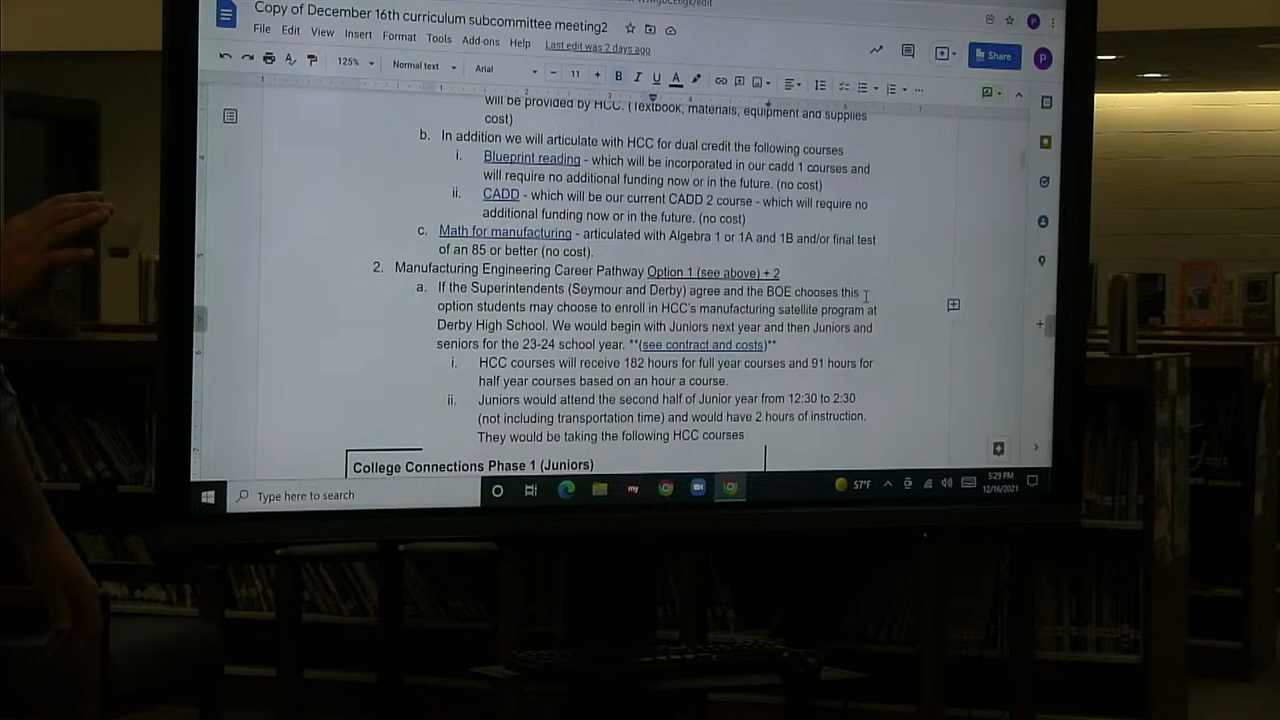 Copy of December 16th curriculum subcommittee meeting2
File Edit View Insert Format Tools Add-ons Help Last edit was 2 days ago
Share
125% Normal text Arial 11 B I U A
will be provided by HCC. (Textbook, materials, equipment and supplies
cost)
b. In addition we will articulate with HCC for dual credit the following courses
i. Blueprint reading - which will be incorporated in our cadd 1 courses and
will require no additional funding now or in the future. (no cost)
ii. CADD - which will be our current CADD 2 course - which will require no
additional funding now or in the future. (no cost)
c. Math for manufacturing - articulated with Algebra 1 or 1A and 1B and/or final test
of an 85 or better (no cost).
2. Manufacturing Engineering Career Pathway Option 1 (see above) + 2
a. If the Superintendents (Seymour and Derby) agree and the BOE chooses this
option students may choose to enroll in HCC's manufacturing satellite program at
Derby High School. We would begin with Juniors next year and then Juniors and
seniors for the 23-24 school year. **(see contract and costs)**
i. HCC courses will receive 182 hours for full year courses and 91 hours for
half year courses based on an hour a course.
ii. Juniors would attend the second half of Junior year from 12:30 to 2:30
(not including transportation time) and would have 2 hours of instruction.
They would be taking the following HCC courses
College Connections Phase 1 (Juniors)
Type here to search
my
57°F
5:29 PM
12/16/2021